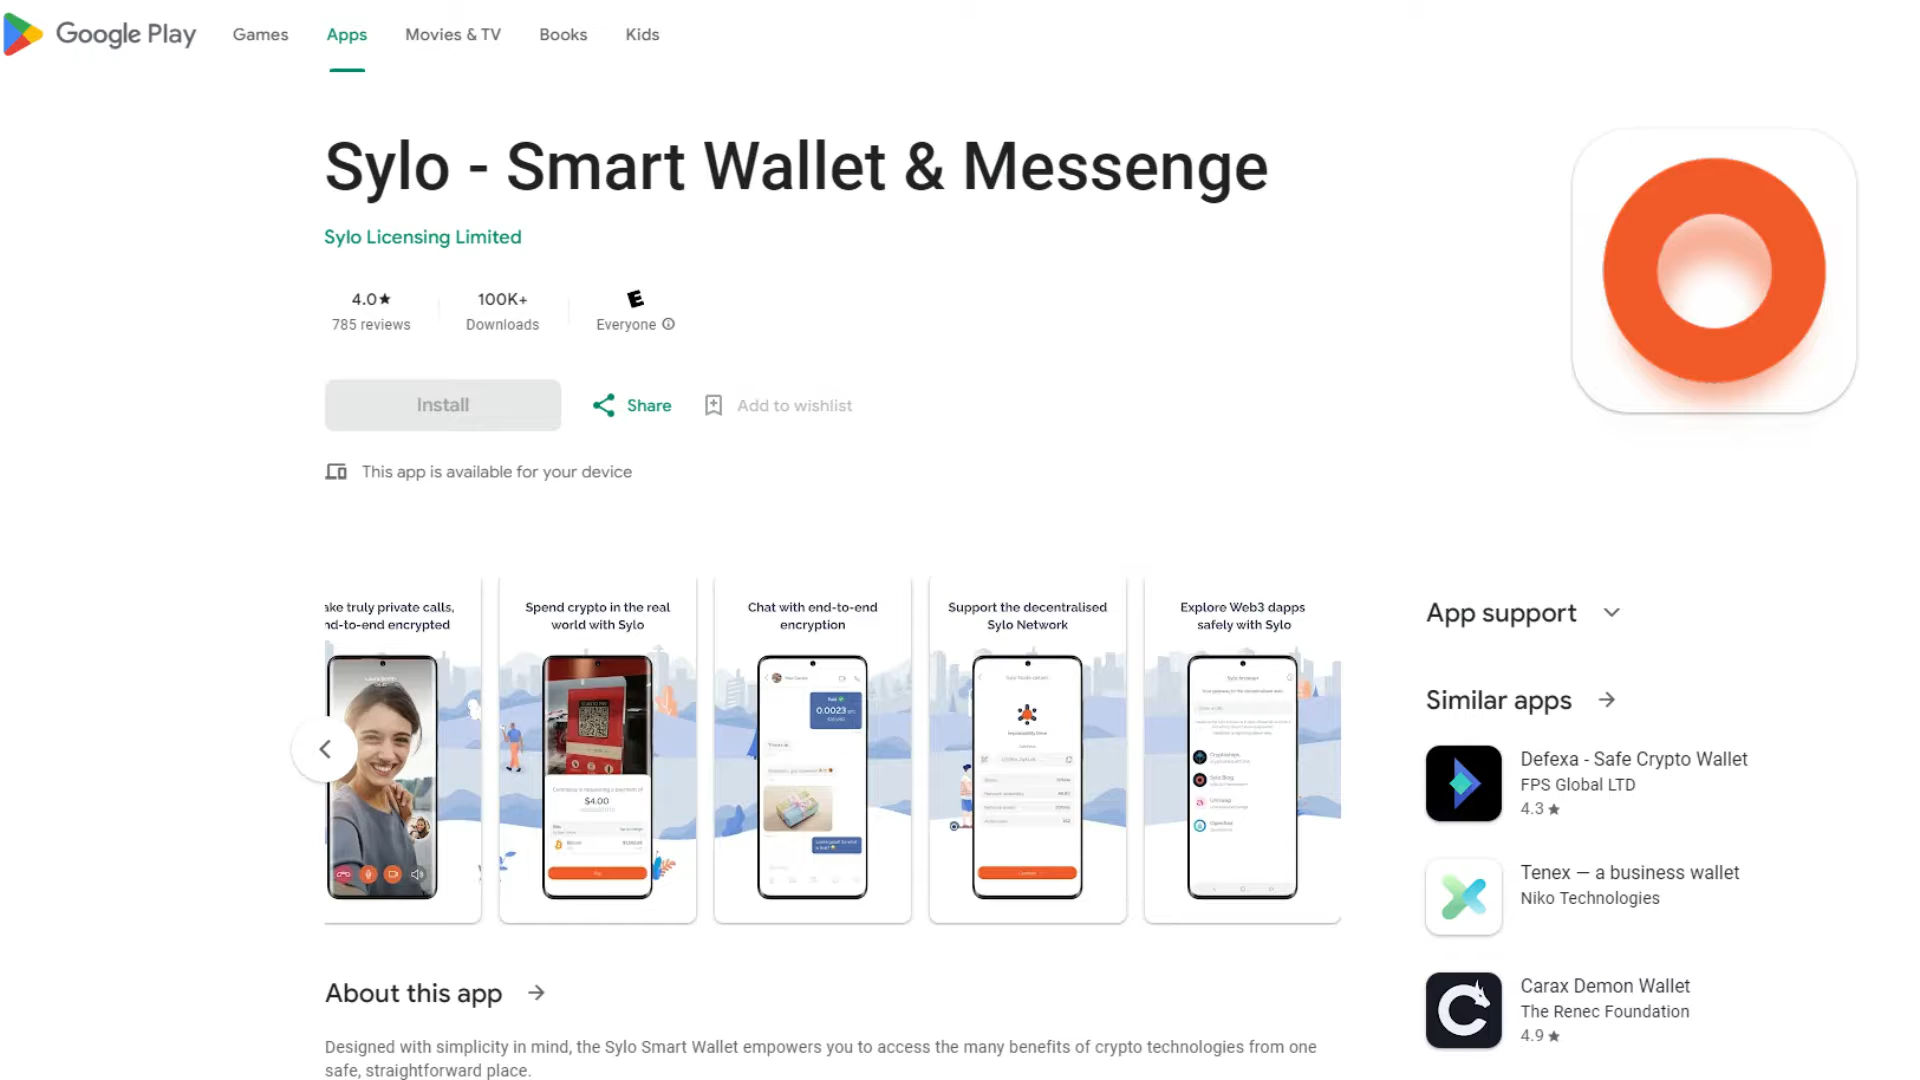 Google Play
Games
Apps
Movies & TV
Books
Kids
Sylo - Smart Wallet & Messenge
Sylo Licensing Limited
4.0★
785 reviews
100K+
Downloads
E
Everyone
Install
Share
Add to wishlist
This app is available for your device
ake truly private calls,
nd-to-end encrypted
Spend crypto in the real
world with Sylo
$4.00
Chat with end-to-end
encryption
0.0023
Support the decentralised
Sylo Network
Explore Web3 dapps
safely with Sylo
App support
Similar apps
Defexa - Safe Crypto Wallet
FPS Global LTD
4.3 ★
Tenex — a business wallet
Niko Technologies
Carax Demon Wallet
The Renec Foundation
4.9 ★
About this app
Designed with simplicity in mind, the Sylo Smart Wallet empowers you to access the many benefits of crypto technologies from one
safe, straightforward place.